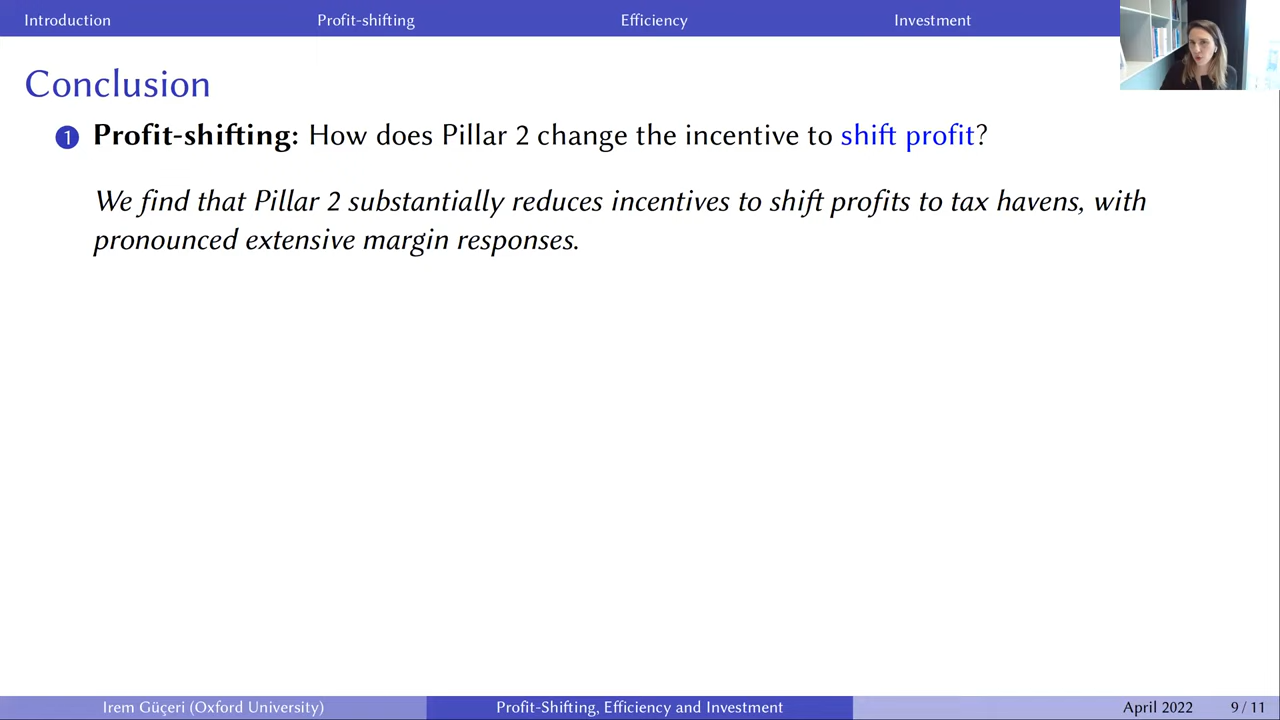 Introduction Profit-shifting Efficiency Investment
Conclusion
1 Profit-shifting: How does Pillar 2 change the incentive to shift profit?
We find that Pillar 2 substantially reduces incentives to shift profits to tax havens, with
pronounced extensive margin responses.
Irem Güçeri (Oxford University) Profit-Shifting, Efficiency and Investment April 2022 9 / 11